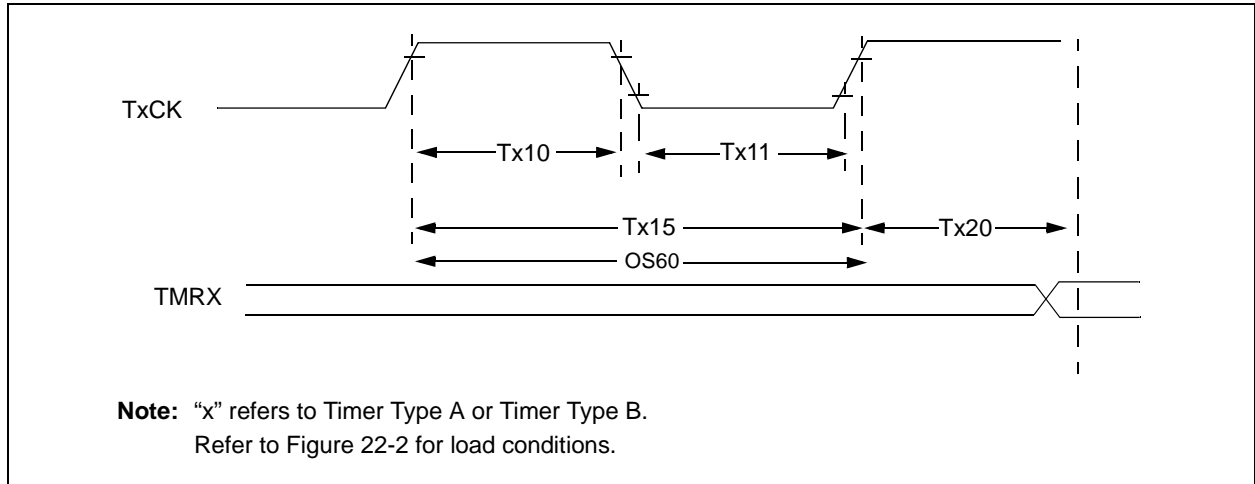 TxCK
Tx10
Tx11
Tx15
Tx20
OS60
TMRX
Note: “x” refers to Timer Type A or Timer Type B.
Refer to Figure 22-2 for load conditions.